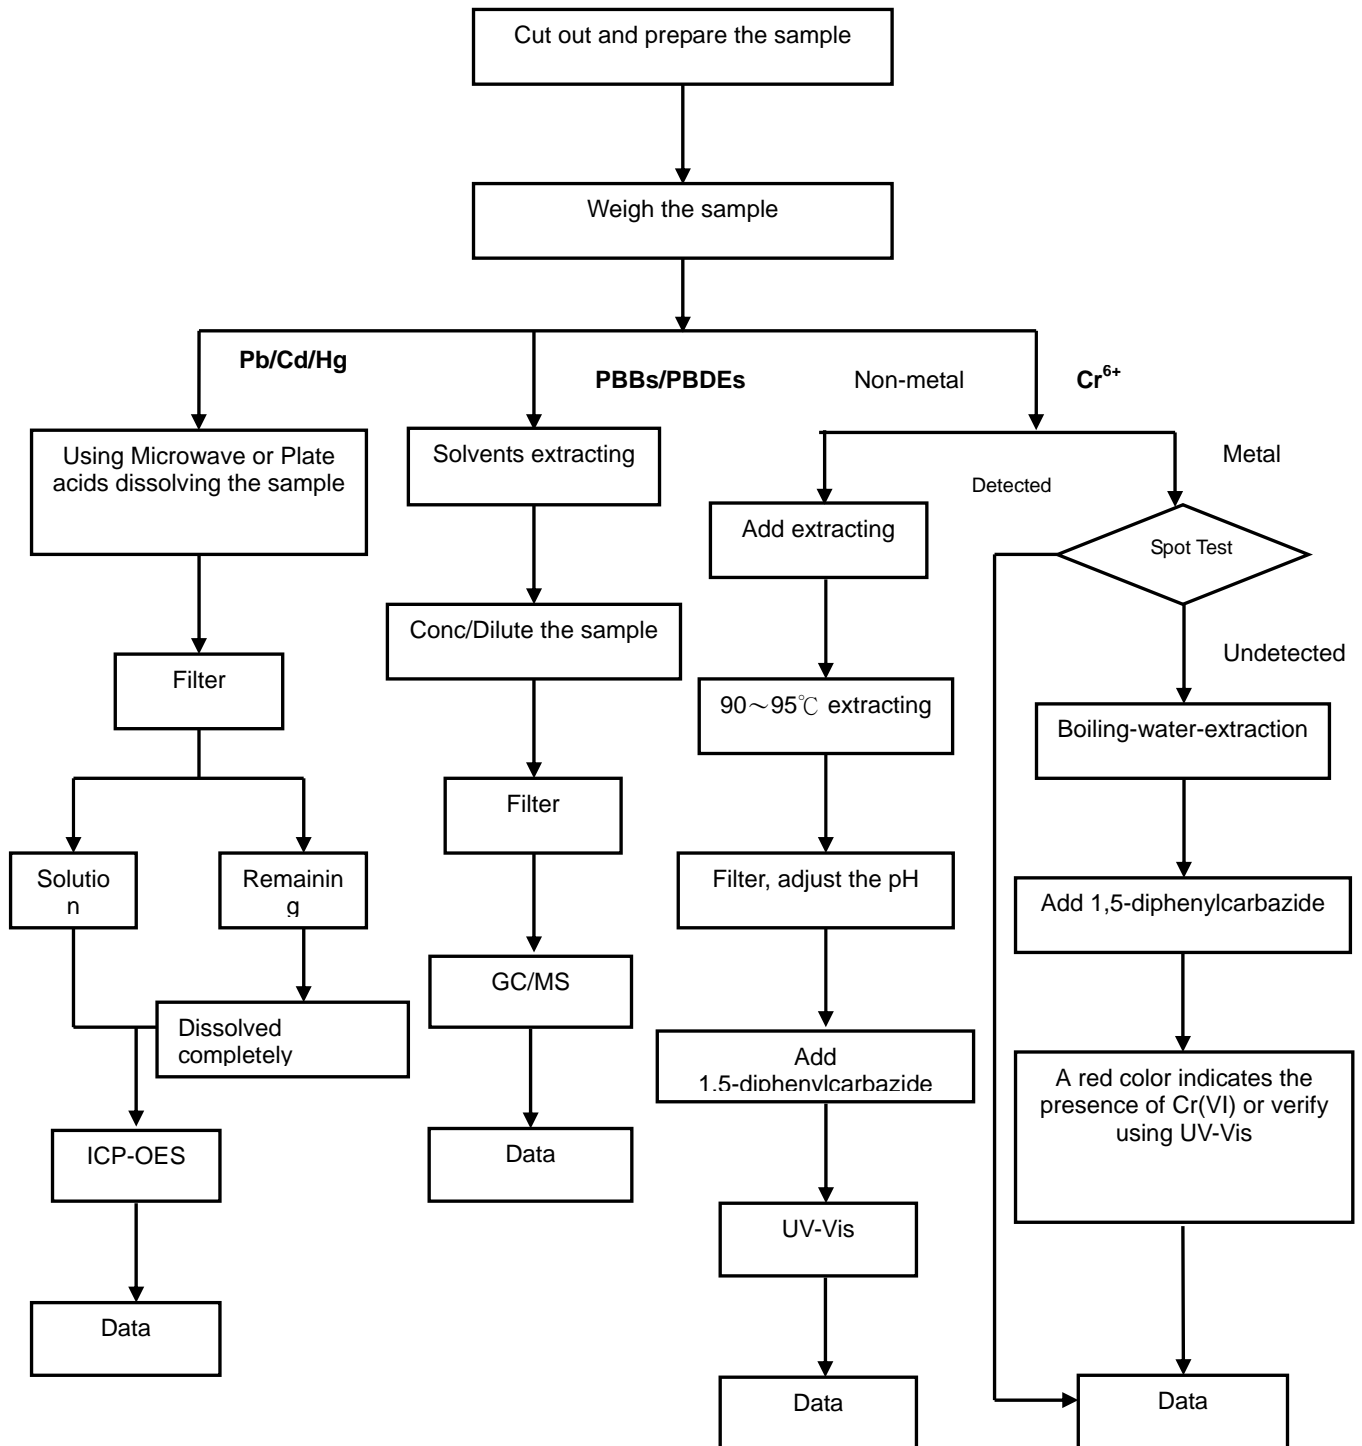 Cut out and prepare the sample
Weigh the sample
Pb/Cd/Hg
PBBs/PBDEs
Non-metal
Cr6+
Using Microwave or Plate
acids dissolving the sample
Filter
Solutio
n
Remainin
g
Dissolved
completely
ICP-OES
Data
Solvents extracting
Conc/Dilute the sample
Filter
GC/MS
Data
Detected
Add extracting
90～95℃ extracting
Filter, adjust the pH
Add
1,5-diphenylcarbazide
UV-Vis
Data
Metal
Spot Test
Undetected
Boiling-water-extraction
Add 1,5-diphenylcarbazide
A red color indicates the
presence of Cr(VI) or verify
using UV-Vis
Data